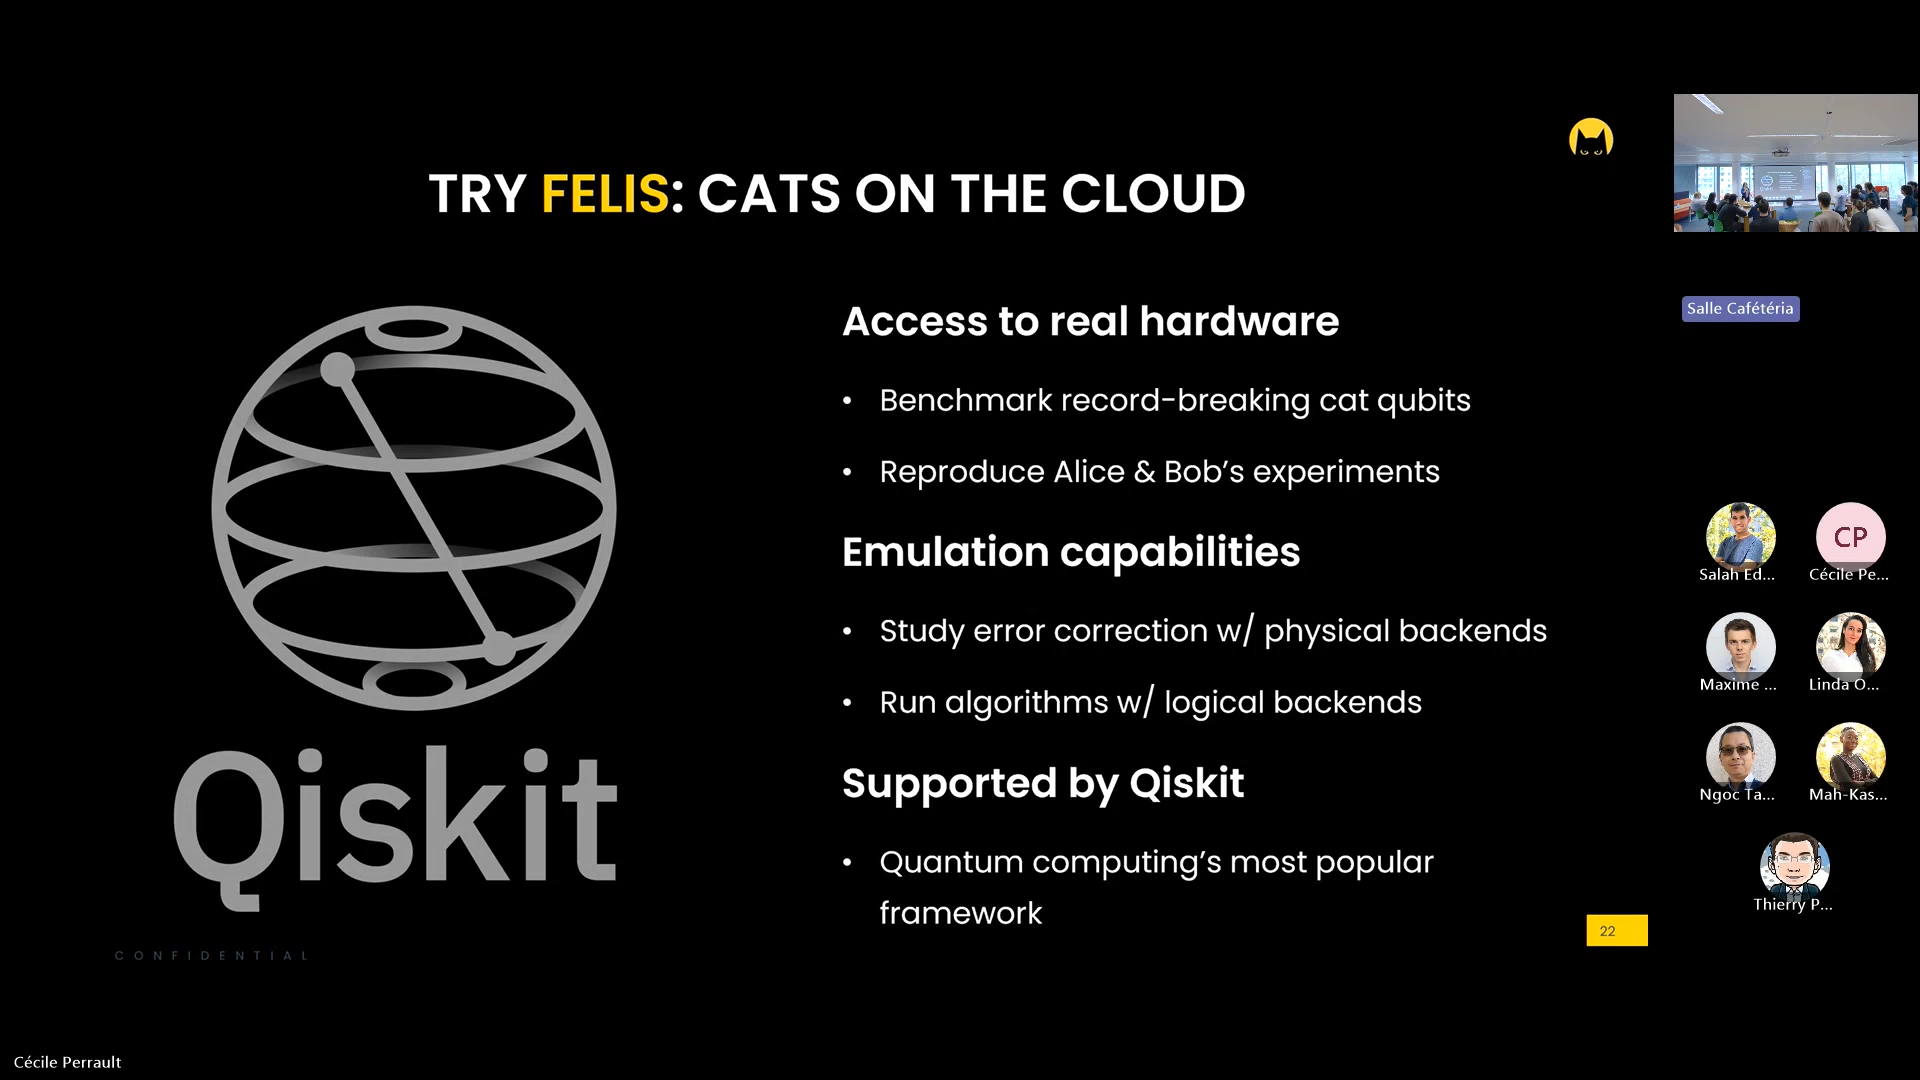 TRY FELIS: CATS ON THE CLOUD
Access to real hardware
• Benchmark record-breaking cat qubits
• Reproduce Alice & Bob’s experiments
Emulation capabilities
• Study error correction w/ physical backends
• Run algorithms w/ logical backends
Supported by Qiskit
• Quantum computing’s most popular
framework
Qiskit
CONFIDENTIAL
22
Salle Cafétéria
Salah Ed...
CP
Cécile Pe...
Maxime ...
Linda O...
Ngoc Ta...
Mah-Kas...
Thierry P...
Cécile Perrault